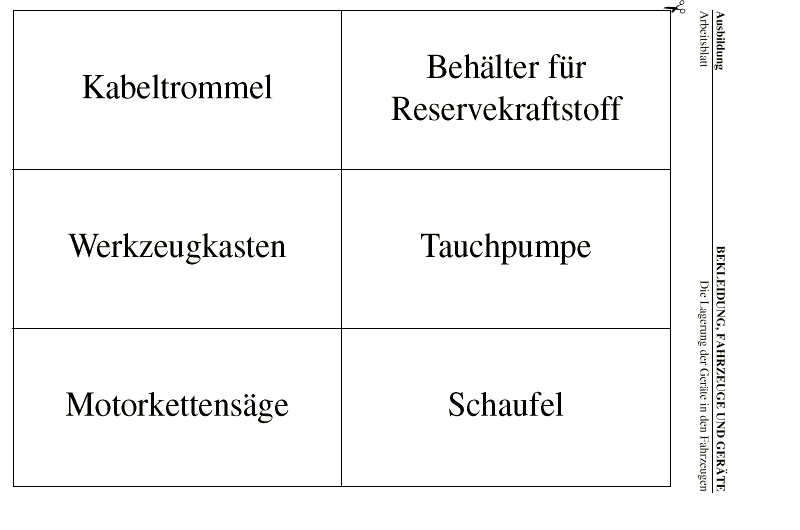 Kabeltrommel
Behälter für
Reservekraftstoff
Werkzeugkasten
Tauchpumpe
Motorkettensäge
Schaufel
Ausbildung
Arbeitsblatt
BEKLEIDUNG, FAHRZEUGE UND GERÄTE
Die Lagerung der Geräte in den Fahrzeugen